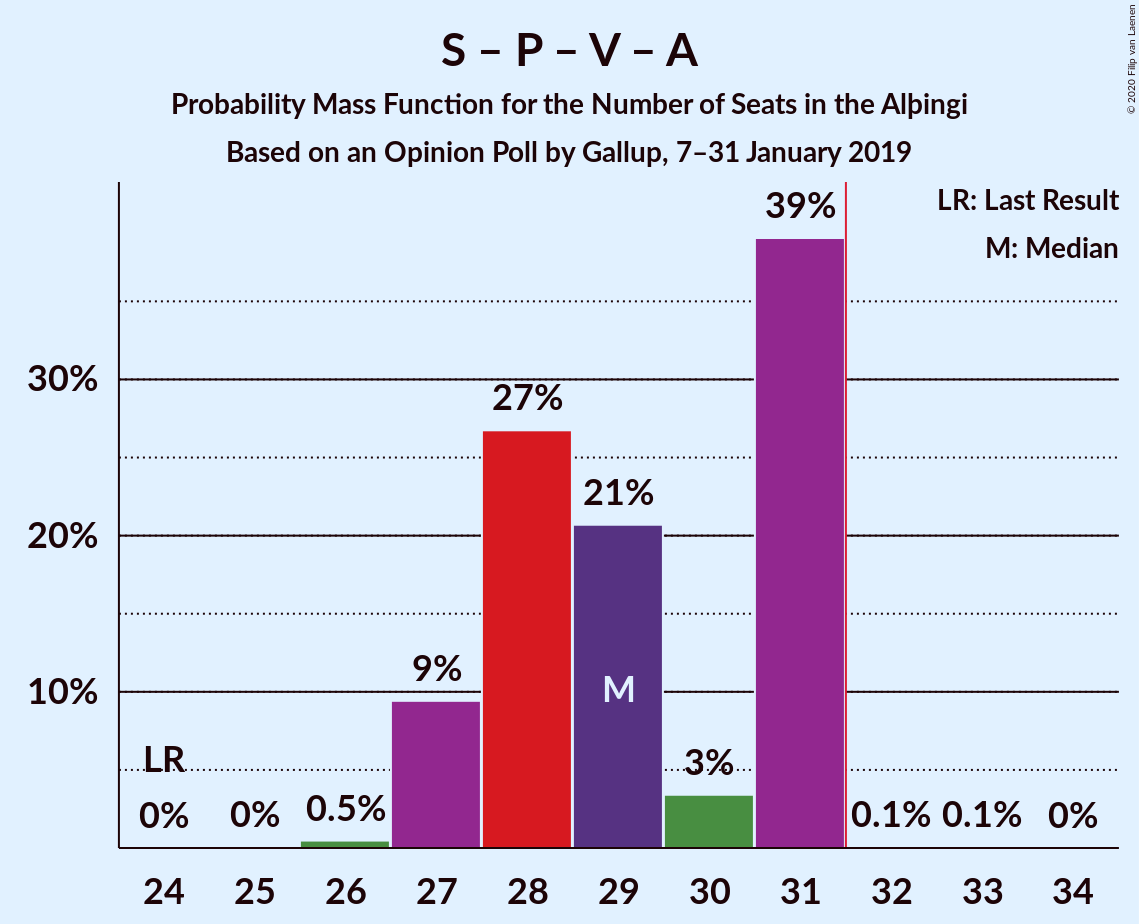 S – P – V – A
Probability Mass Function for the Number of Seats in the Alþingi
Based on an Opinion Poll by Gallup, 7–31 January 2019
© 2020 Filip van Laenen
LR: Last Result
M: Median
39%
30%
27%
21%
20%
9%
M
10%
LR
3%
0%
0%
0.5%
0.1%
0.1%
0%
24 25 26 27 28 29 30 31 32 33 34